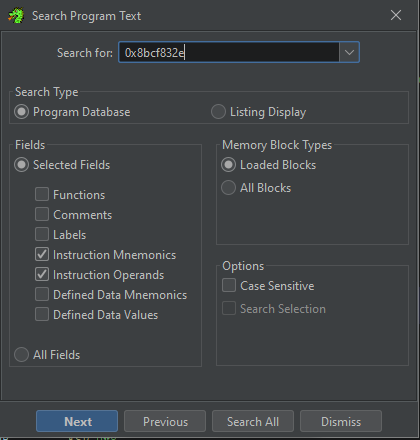 Search Program Text
Search for: 0x8bcf832e
Search Type
Program Database
Listing Display
Fields
Selected Fields
Functions
Comments
Labels
Instruction Mnemonics
Instruction Operands
Defined Data Mnemonics
Defined Data Values
All Fields
Memory Block Types
Loaded Blocks
All Blocks
Options
Case Sensitive
Search Selection
Next Previous Search All Dismiss